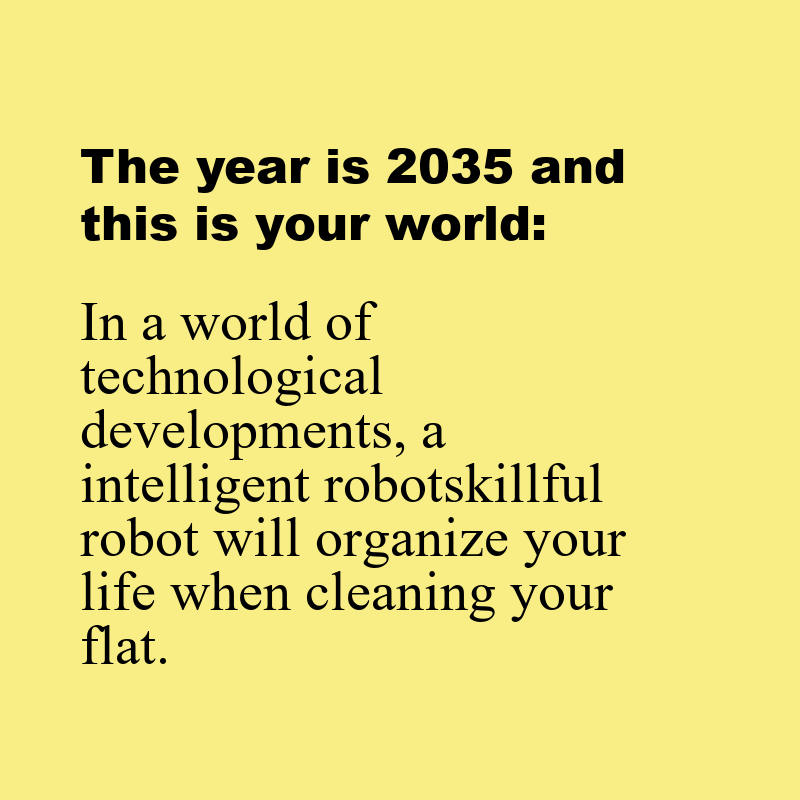 The year is 2035 and
this is your world:
In a world of
technological
developments, a
intelligent robotskillful
robot will organize your
life when cleaning your
flat.